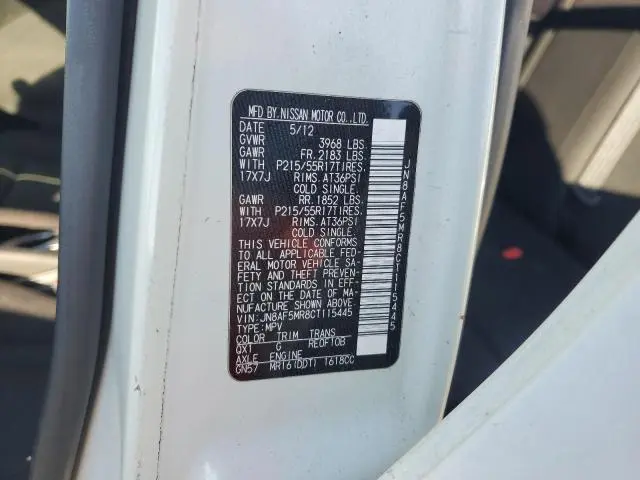 MFD BY.NISSAN MOTOR CO.,LTD.
DATE 5/12
GVWR 3968 LBS.
GAWR FR. 2183 LBS.
WITH P215/55R17TIRES.
17X7J RIMS.AT36PSI
COLD SINGLE.
GAWR RR. 1852 LBS.
WITH P215/55R17TIRES.
17X7J RIMS.AT36PSI
COLD SINGLE.
THIS VEHICLE CONFORMS
TO ALL APPLICABLE FED-
ERAL MOTOR VEHICLE SA-
FETY AND THEFT PREVEN-
TION STANDARDS IN EFF-
ECT ON THE DATE OF MA-
NUFACTURE SHOWN ABOVE.
VIN:JN8AF5MR8CT115445
TYPE:MPV
COLOR TRIM TRANS
QX1 G RE0F10B
AXLE ENGINE
GN57 MR16(DDT) 1618CC
JN8AF5MR8CT115445